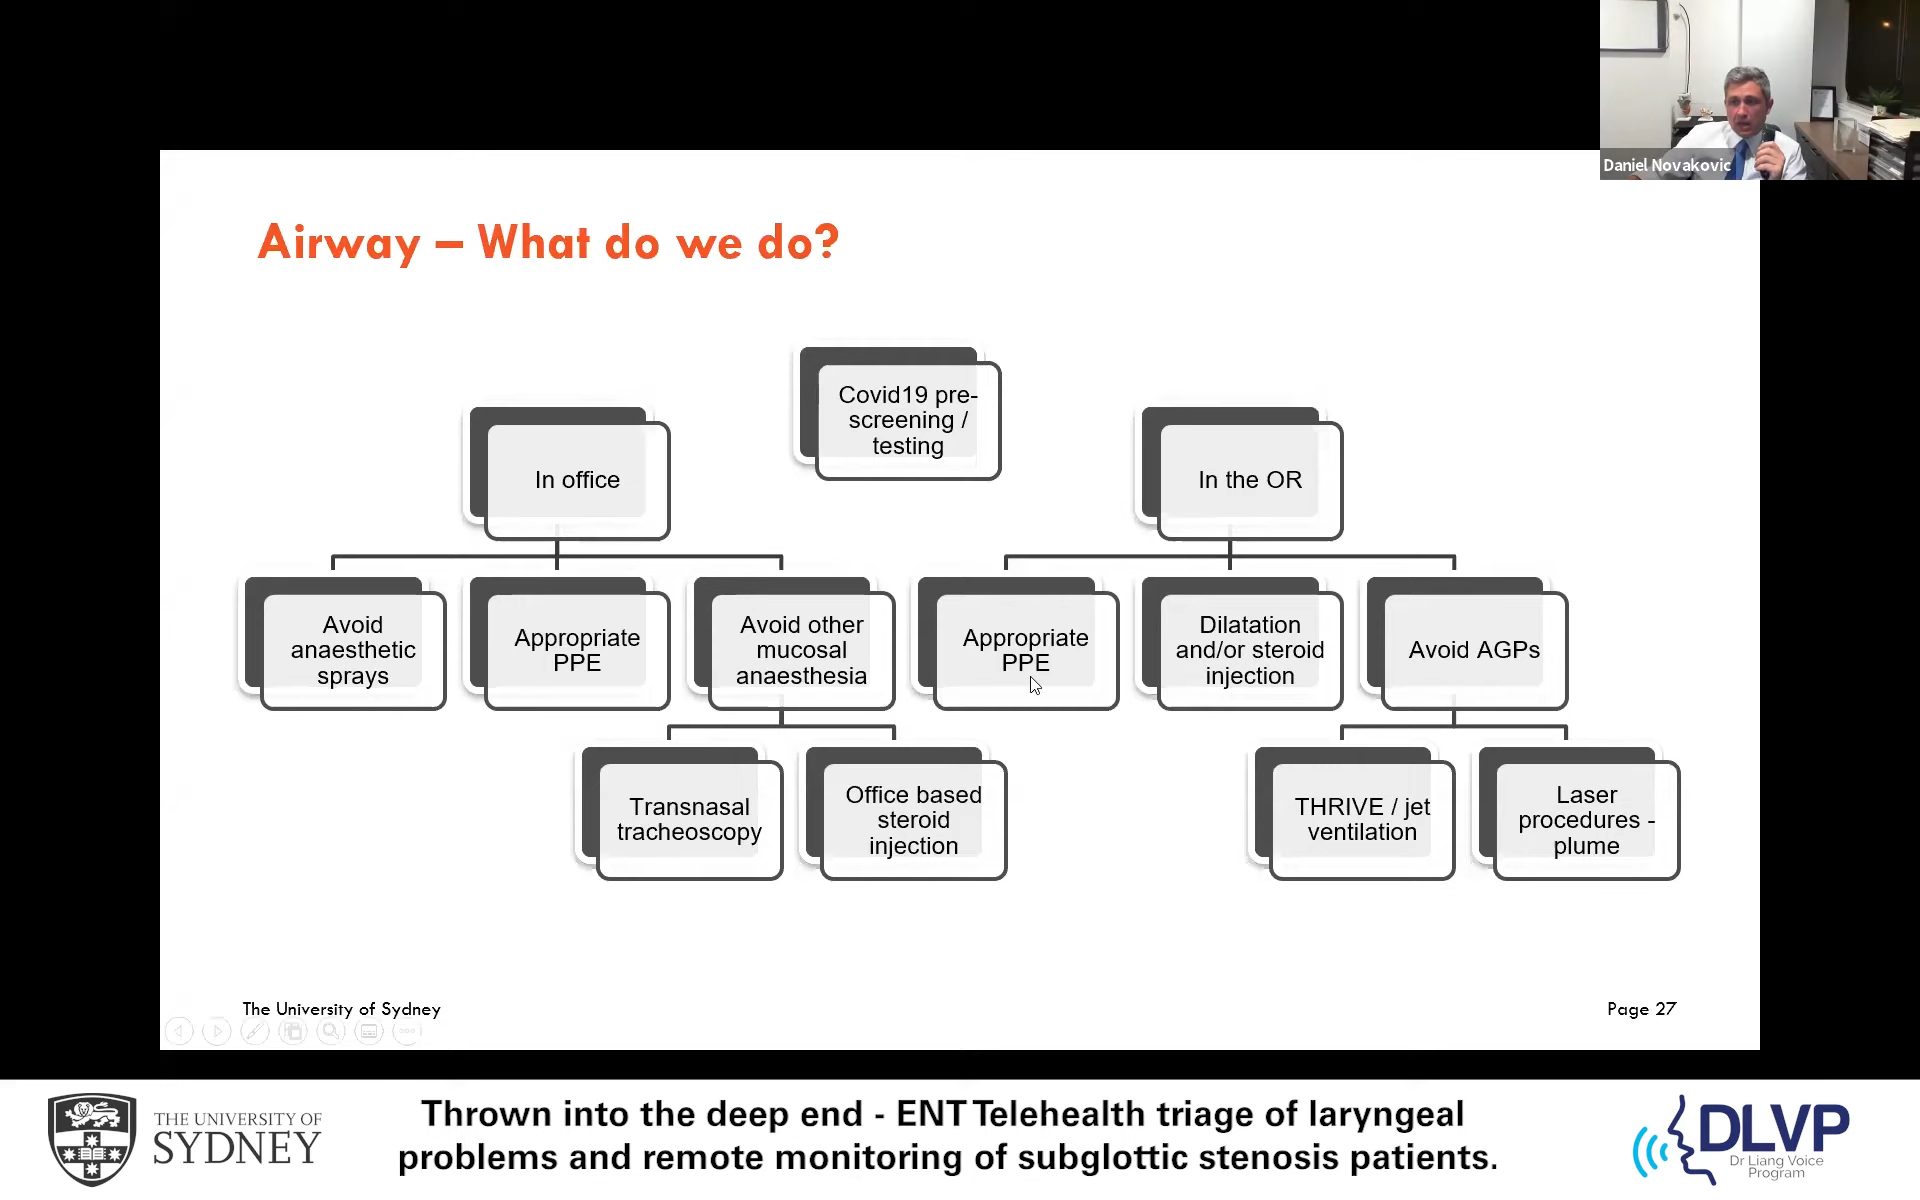 Daniel Novakovic
Airway – What do we do?
Covid19 pre-
screening /
testing
In office
In the OR
Avoid
anaesthetic
sprays
Appropriate
PPE
Avoid other
mucosal
anaesthesia
Appropriate
PPE
Dilatation
and/or steroid
injection
Avoid AGPs
Transnasal
tracheoscopy
Office based
steroid
injection
THRIVE / jet
ventilation
Laser
procedures -
plume
The University of Sydney
Page 27
THE UNIVERSITY OF
SYDNEY
Thrown into the deep end - ENT Telehealth triage of laryngeal
problems and remote monitoring of subglottic stenosis patients.
DLVP
Dr Liang Voice
Program